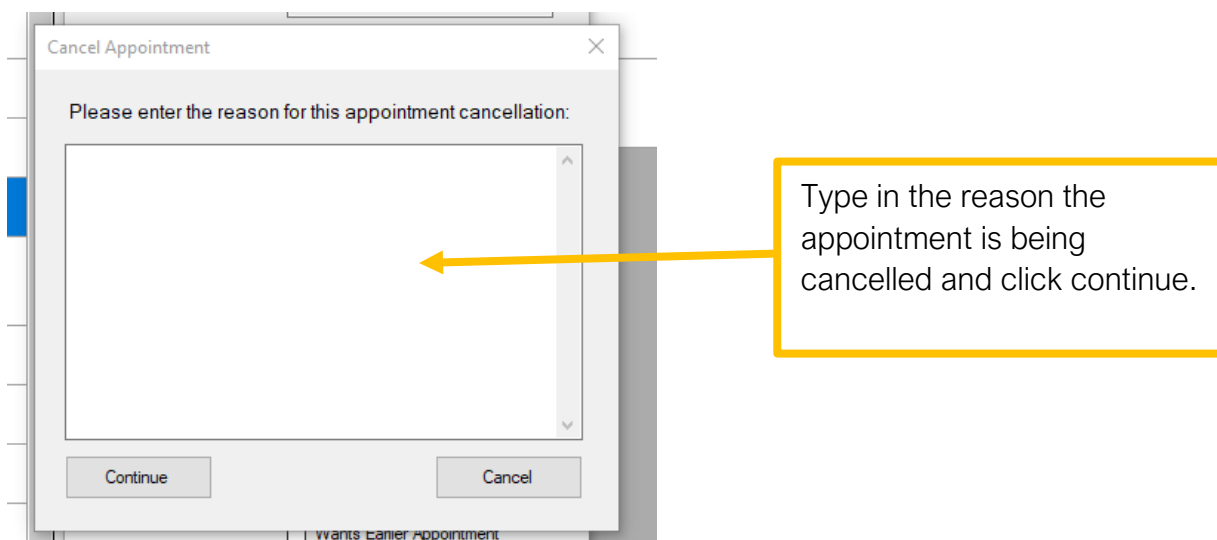 Cancel Appointment
Please enter the reason for this appointment cancellation:
Type in the reason the
appointment is being
cancelled and click continue.
Continue
Cancel
Wants Earlier Appointment